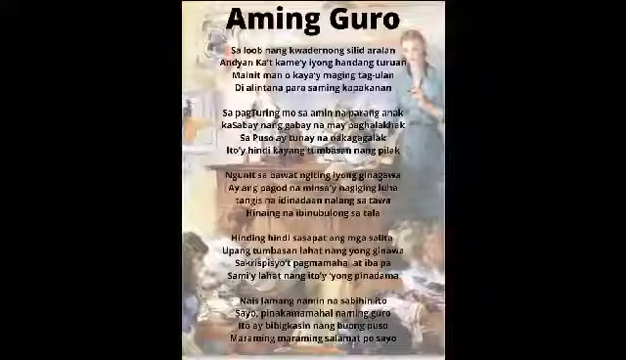 Aming Guro
Sa loob nang kwadernong silid aralan
Andyan Ka't kame'y iyong handang turuan
Mainit man o kaya'y maging tag-ulan
Di alintana para saming kapakanan
Sa pagTuring mo sa amin na parang anak
kaSabay nang gabay na may paghalakhak
Sa Puso ay tunay na nakagagalak
Ito'y hindi kayang tumbasan nang pilak
Ngunit sa bawat ngiting iyong ginagawa
Ay ang pagod na minsa'y nagiging luha
tangis na idinadaan nalang sa tawa
Hinaing na ibinubulong sa tala
Hinding hindi sasapat ang mga salita
Upang tumbasan lahat nang yong ginawa
Sakripisyo't pagmamahal at iba pa
Sami'y lahat nang ito'y 'yong pinadama
Nais lamang namin na sabihin ito
Sayo, pinakamamahal naming guro
Ito ay bibigkasin nang buong puso
Maraming maraming salamat po sayo